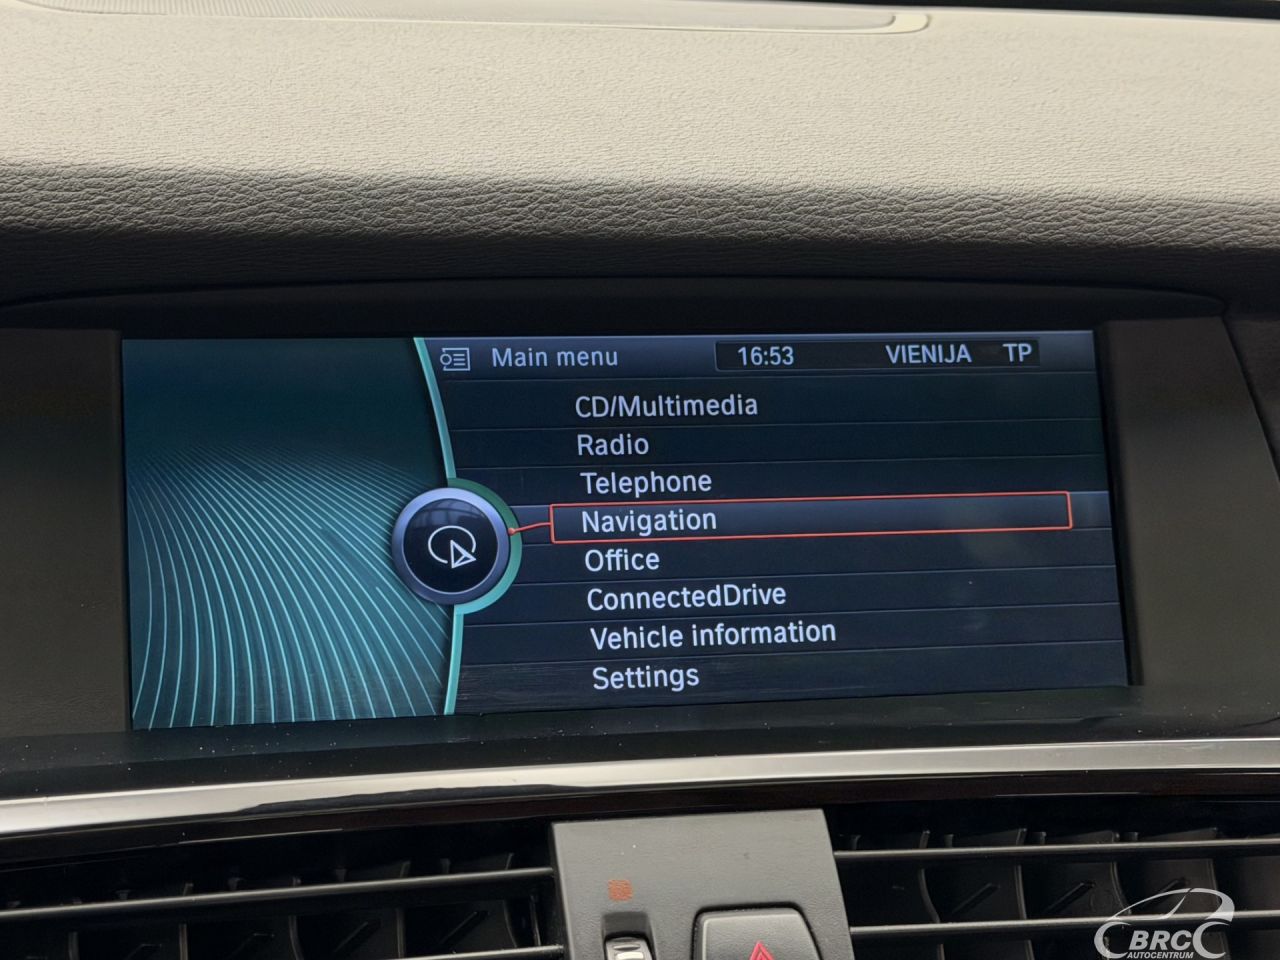 Main menu 16:53 VIENIJA TP
CD/Multimedia
Radio
Telephone
Navigation
Office
ConnectedDrive
Vehicle information
Settings
BRC
AUTOCENTRUM